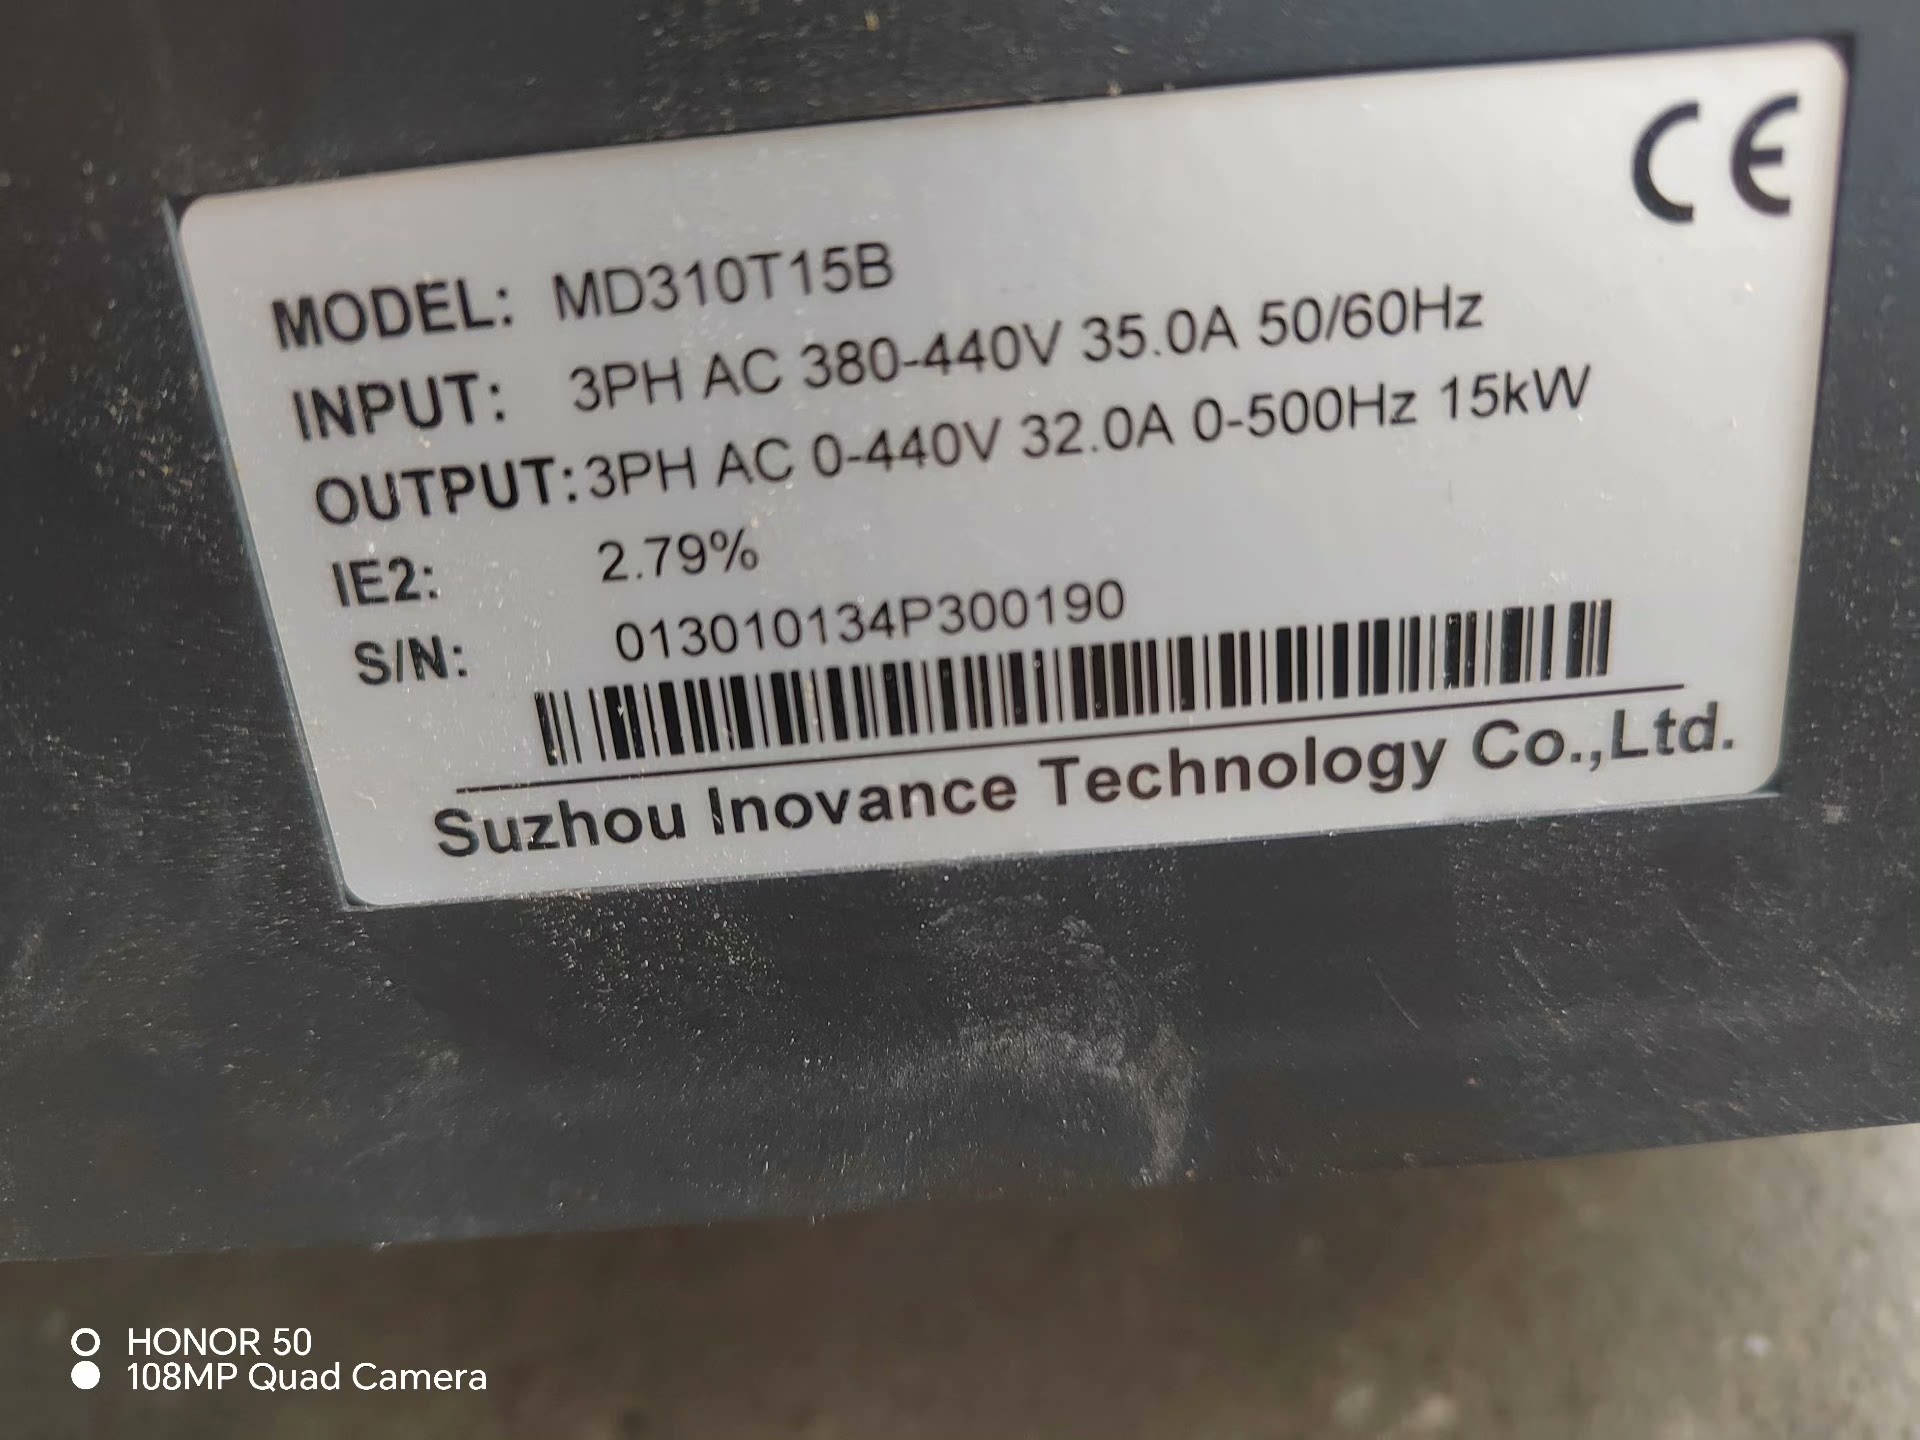 CE
MODEL: MD310T15B
INPUT: 3PH AC 380-440V 35.0A 50/60Hz
OUTPUT: 3PH AC 0-440V 32.0A 0-500Hz 15kW
IE2: 2.79%
S/N: 013010134P300190
Suzhou Inovance Technology Co.,Ltd.
HONOR 50
108MP Quad Camera